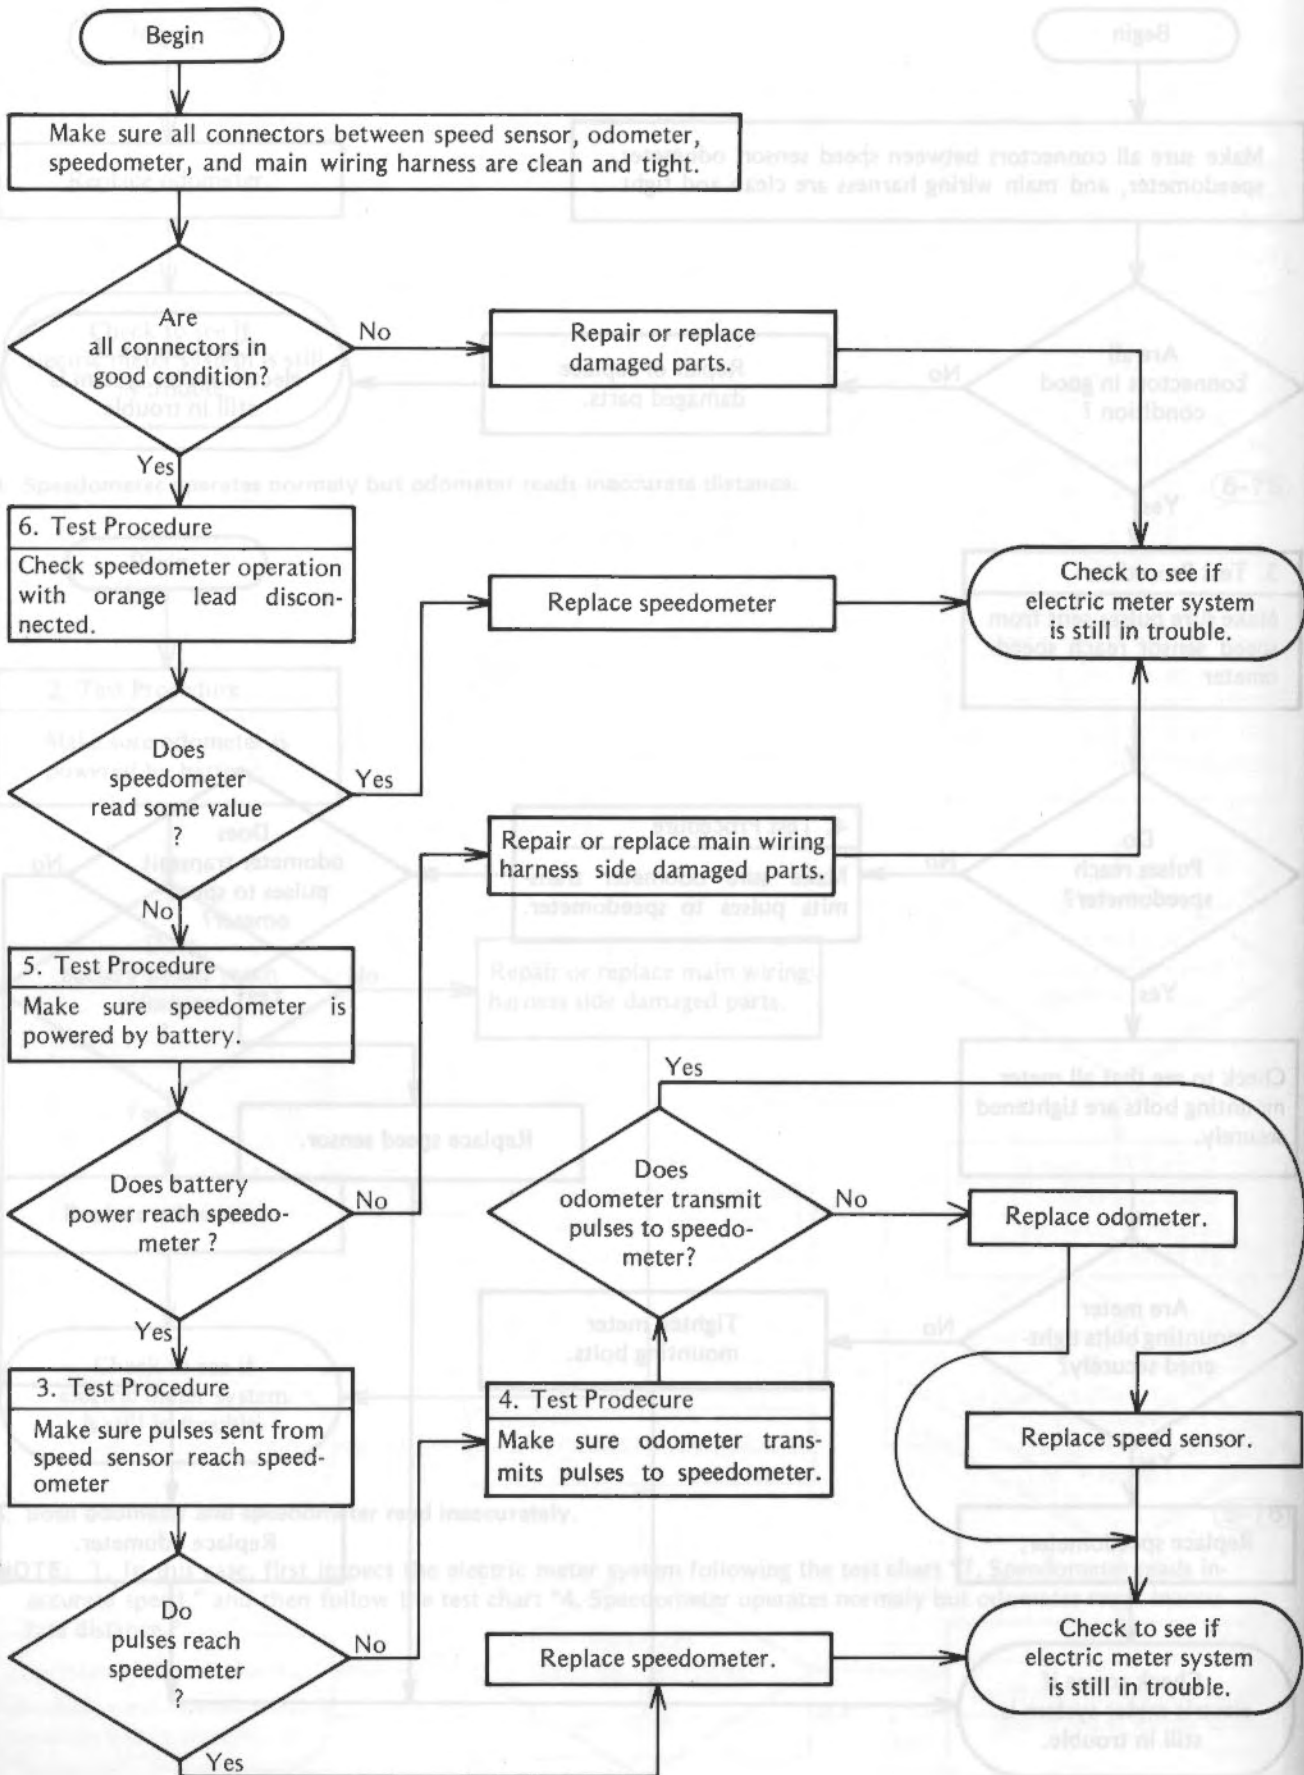 Begin
Make sure all connectors between speed sensor, odometer,
speedometer, and main wiring harness are clean and tight.
Are
all connectors in
good condition?
No
Repair or replace
damaged parts.
Yes
6. Test Procedure
Check speedometer operation
with orange lead discon-
nected.
Replace speedometer
Check to see if
electric meter system
is still in trouble.
Does
speedometer
read some value
?
Yes
Repair or replace main wiring
harness side damaged parts.
No
5. Test Procedure
Make sure speedometer is
powered by battery.
Does battery
power reach speedo-
meter ?
No
Yes
Does
odometer transmit
pulses to speedo-
meter?
No
Replace odometer.
Yes
3. Test Procedure
Make sure pulses sent from
speed sensor reach speed-
ometer
4. Test Prodecure
Make sure odometer trans-
mits pulses to speedometer.
Replace speed sensor.
Do
pulses reach
speedometer
?
No
Replace speedometer.
Check to see if
electric meter system
is still in trouble.
Yes